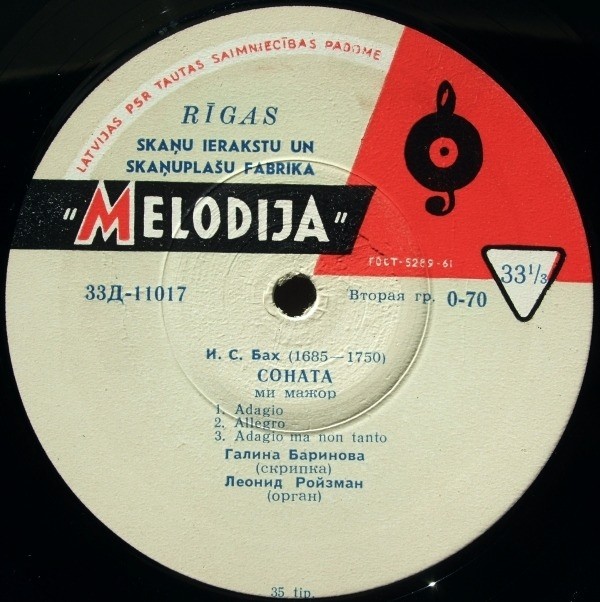 LATVIJAS PSR TAUTAS SAIMNIECĪBAS PADOME
RĪGAS
SKAŅU IERAKSTU UN
SKAŅUPLAŠU FABRIKA
"MELODIJA"
ГОСТ-5289-61
33Д-11017
Вторая гр. 0-70
33 1/3
И. С. Бах (1685—1750)
СОНАТА
ми мажор
1. Adagio
2. Allegro
3. Adagio ma non tanto
Галина Баринова
(скрипка)
Леонид Ройзман
(орган)
35 tip.